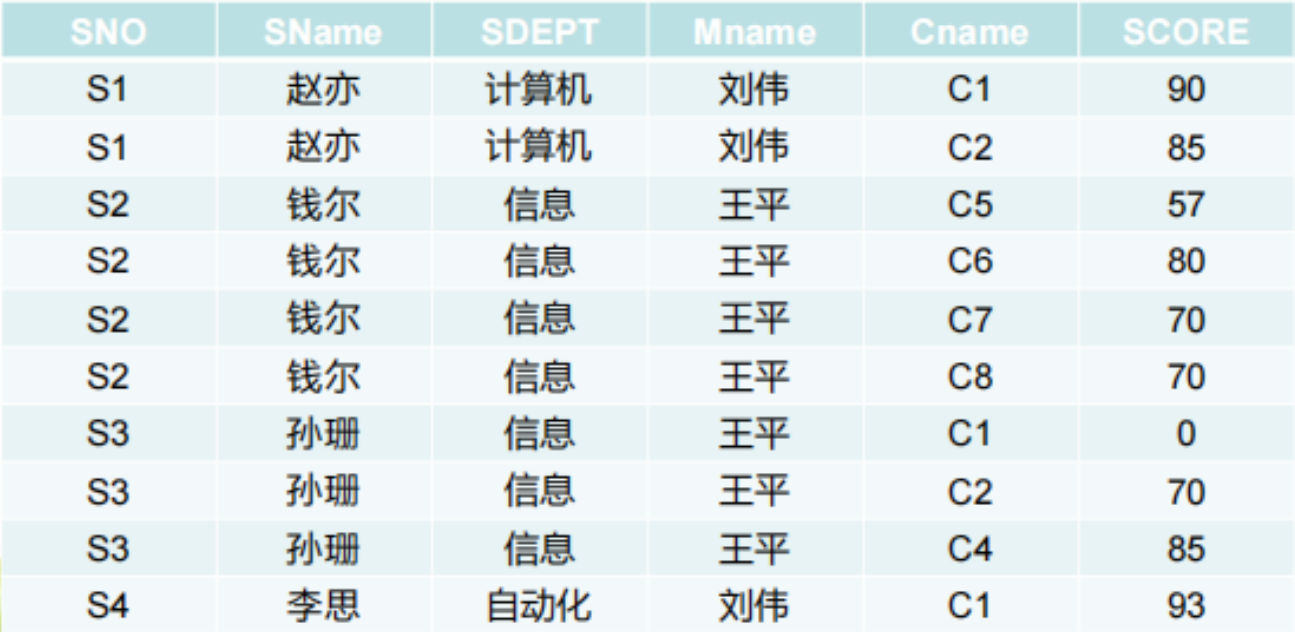 SNO SName SDEPT Mname Cname SCORE
S1 赵亦 计算机 刘伟 C1 90
S1 赵亦 计算机 刘伟 C2 85
S2 钱尔 信息 王平 C5 57
S2 钱尔 信息 王平 C6 80
S2 钱尔 信息 王平 C7 70
S2 钱尔 信息 王平 C8 70
S3 孙珊 信息 王平 C1 0
S3 孙珊 信息 王平 C2 70
S3 孙珊 信息 王平 C4 85
S4 李思 自动化 刘伟 C1 93